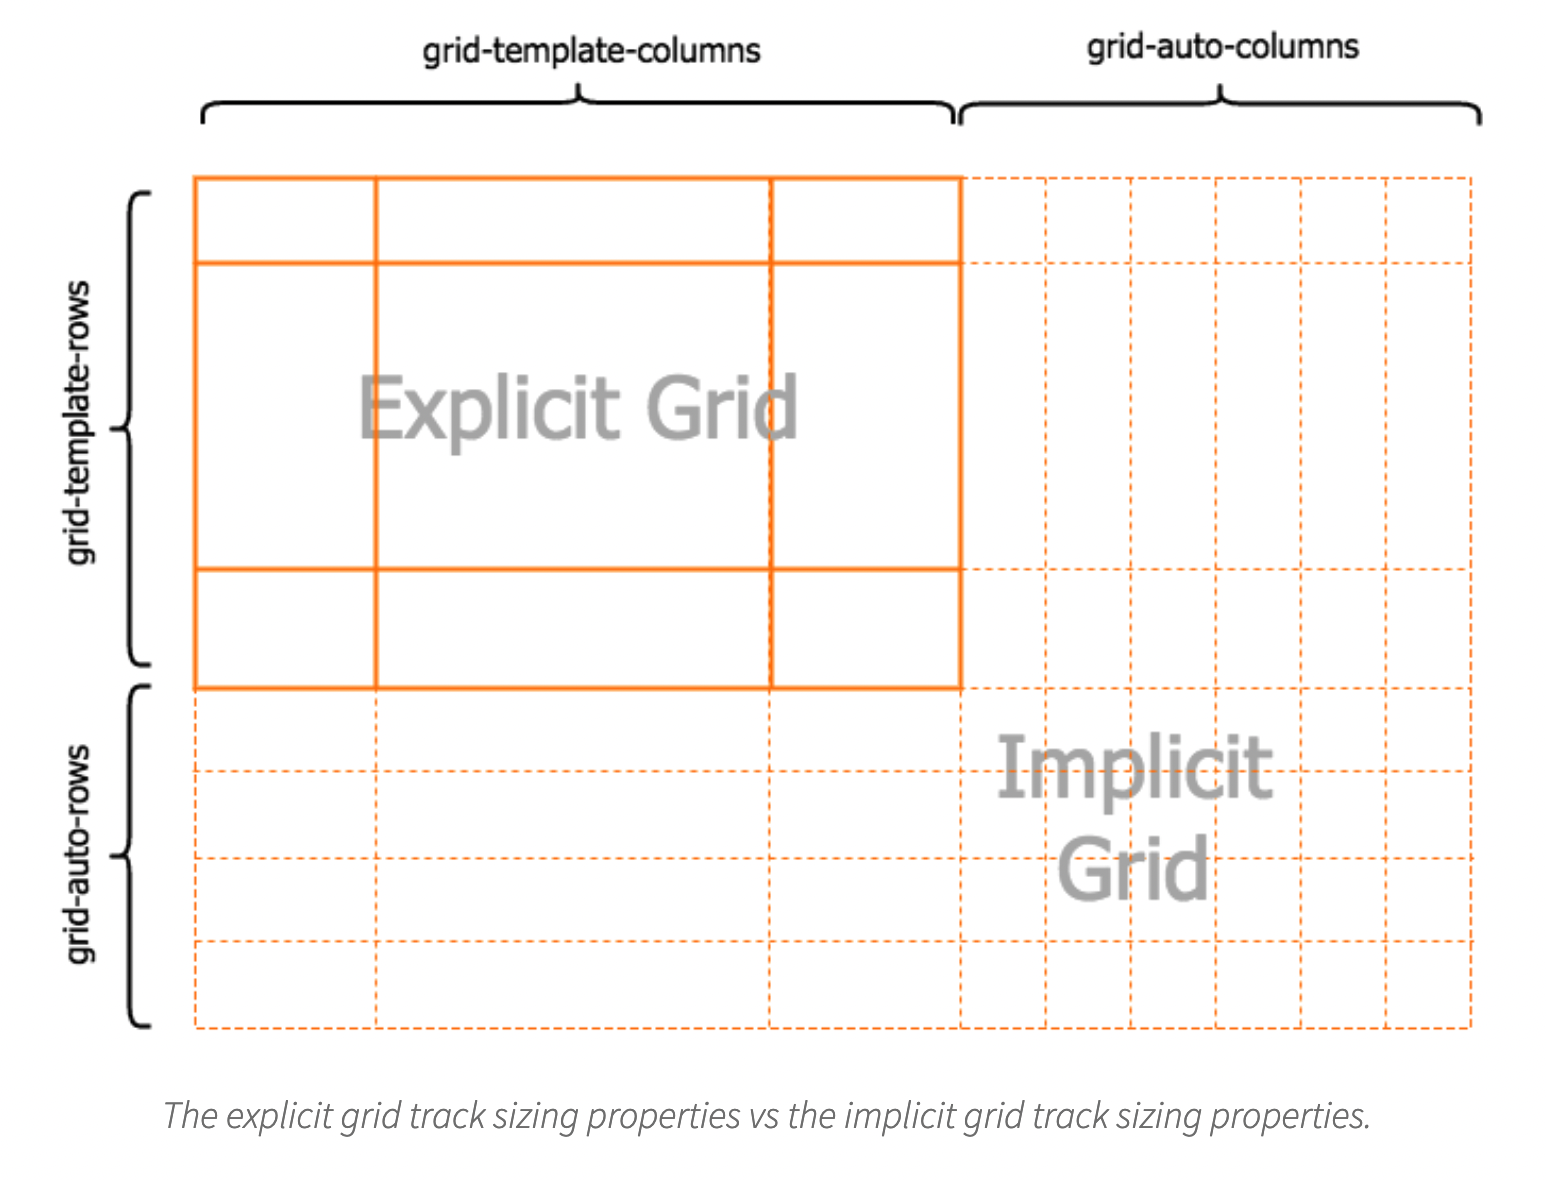 grid-template-columns
grid-auto-columns
grid-template-rows
Explicit Grid
grid-auto-rows
Implicit
Grid
The explicit grid track sizing properties vs the implicit grid track sizing properties.